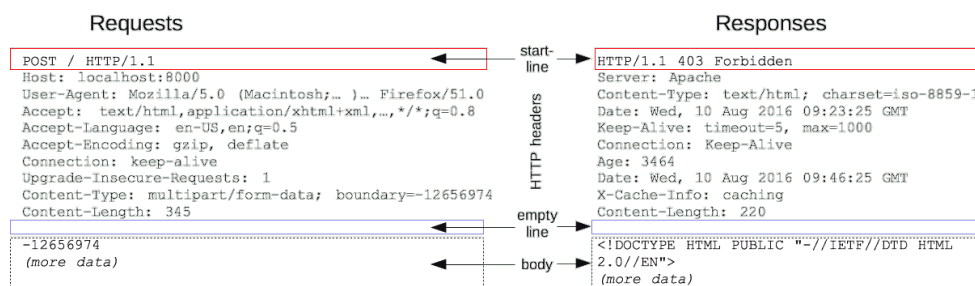 Requests
POST / HTTP/1.1
Host: localhost:8000
User-Agent: Mozilla/5.0 (Macintosh;… )… Firefox/51.0
Accept: text/html,application/xhtml+xml,…,*/*;q=0.8
Accept-Language: en-US,en;q=0.5
Accept-Encoding: gzip, deflate
Connection: keep-alive
Upgrade-Insecure-Requests: 1
Content-Type: multipart/form-data; boundary=-12656974
Content-Length: 345
-12656974
(more data)
start-
line
HTTP headers
empty
line
body
Responses
HTTP/1.1 403 Forbidden
Server: Apache
Content-Type: text/html; charset=iso-8859-1
Date: Wed, 10 Aug 2016 09:23:25 GMT
Keep-Alive: timeout=5, max=1000
Connection: Keep-Alive
Age: 3464
Date: Wed, 10 Aug 2016 09:46:25 GMT
X-Cache-Info: caching
Content-Length: 220
<!DOCTYPE HTML PUBLIC "-//IETF//DTD HTML
2.0//EN">
(more data)